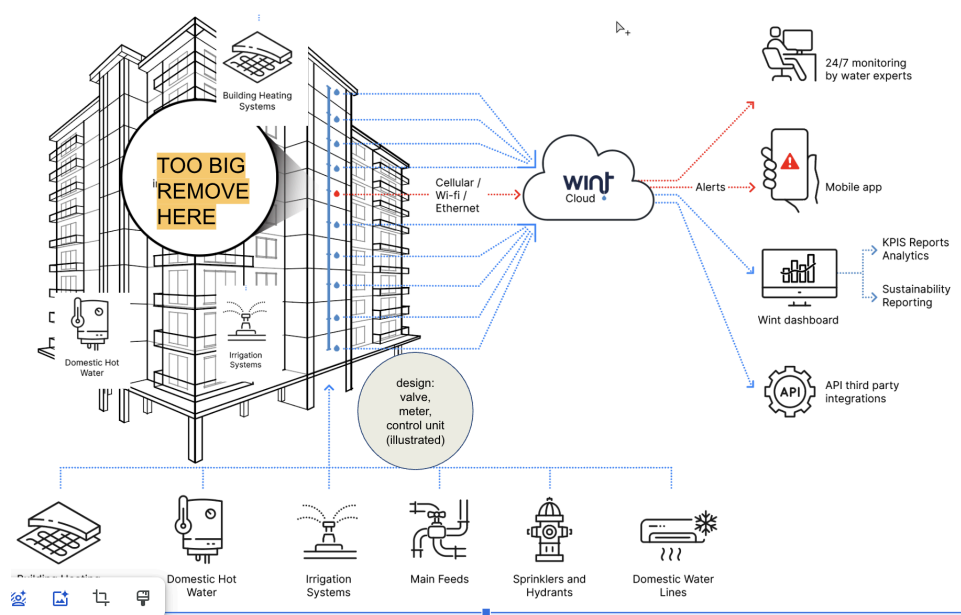 Building Heating
Systems
24/7 monitoring
by water experts
TOO BIG
REMOVE
HERE
Cellular /
Wi-fi /
Ethernet
wint
Cloud
Alerts
Mobile app
KPIS Reports
Analytics
Sustainability
Reporting
Wint dashboard
Irrigation
Systems
Domestic Hot
Water
design:
valve,
meter,
control unit
(illustrated)
API
API third party
integrations
Building Heating
Domestic Hot
Water
Irrigation
Systems
Main Feeds
Sprinklers and
Hydrants
Domestic Water
Lines